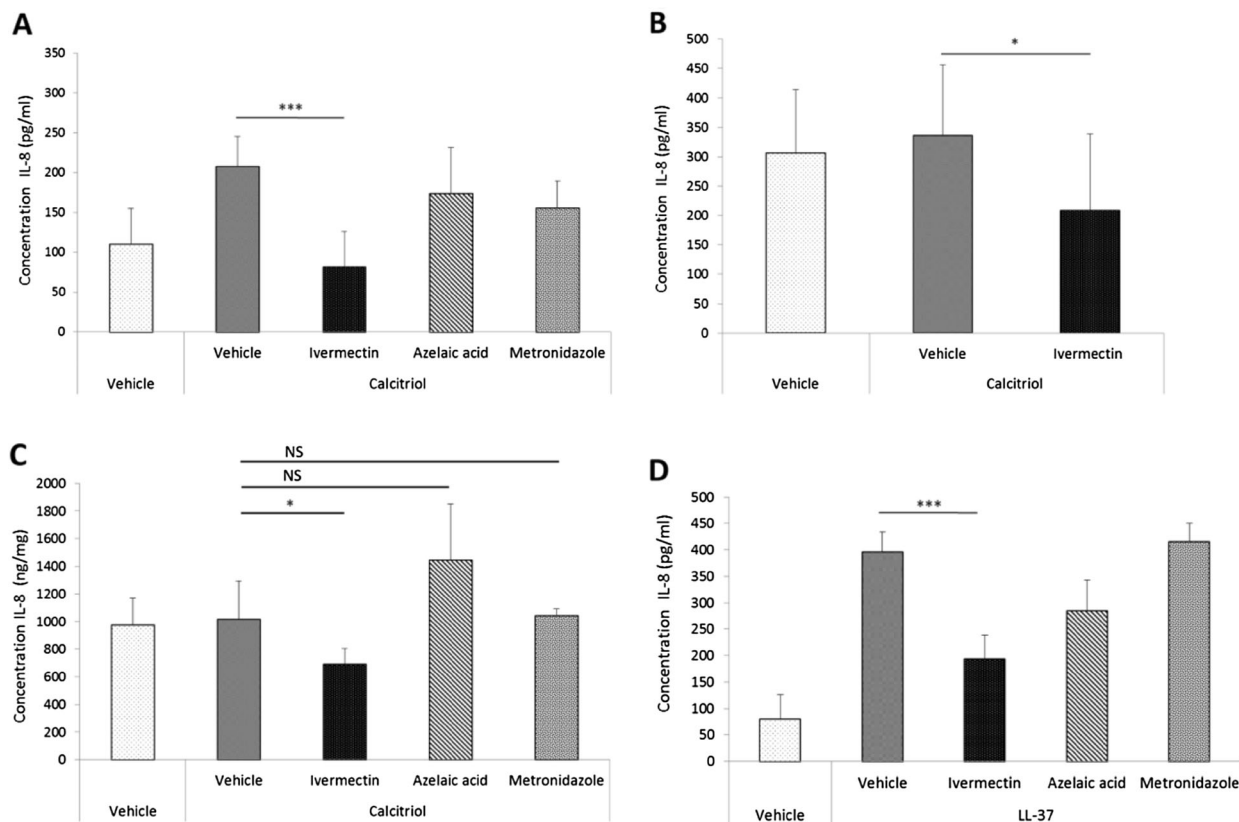 A
Concentration IL-8 (pg/ml)
350
300
250
200
150
100
50
0
***
Vehicle Ivermectin Azelaic acid Metronidazole
Vehicle Calcitriol
B
Concentration IL-8 (pg/ml)
500
450
400
350
300
250
200
150
100
50
0
*
Vehicle Ivermectin
Vehicle Calcitriol
C
Concentration IL-8 (ng/mg)
2000
1800
1600
1400
1200
1000
800
600
400
200
0
NS
NS
*
Vehicle Ivermectin Azelaic acid Metronidazole
Vehicle Calcitriol
D
Concentration IL-8 (pg/ml)
500
450
400
350
300
250
200
150
100
50
0
***
Vehicle Ivermectin Azelaic acid Metronidazole
Vehicle LL-37